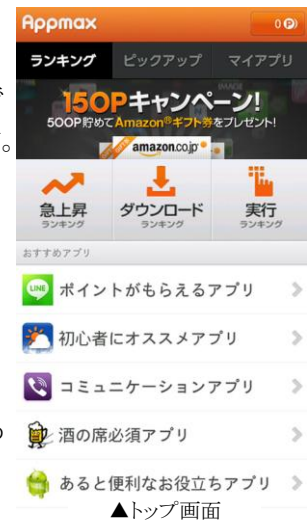 Appmax
0 P
ランキング ピックアップ マイアプリ
150Pキャンペーン!
500P貯めてAmazon®ギフト券をプレゼント!
amazon.co.jp
急上昇 ダウンロード 実行
ランキング ランキング ランキング
おすすめアプリ
LINE ポイントがもらえるアプリ
初心者にオススメアプリ
コミュニケーションアプリ
酒の席必須アプリ
あると便利なお役立ちアプリ
▲トップ画面